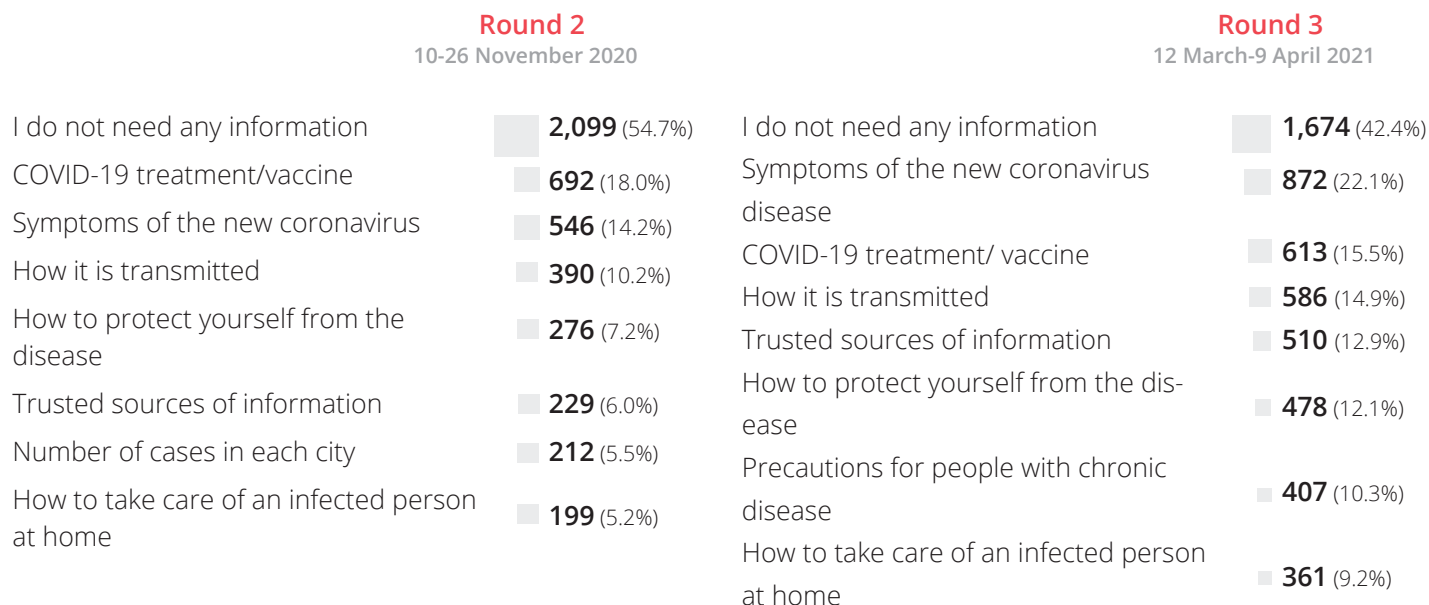 Round 2
10-26 November 2020
I do not need any information 2,099 (54.7%)
COVID-19 treatment/vaccine 692 (18.0%)
Symptoms of the new coronavirus 546 (14.2%)
How it is transmitted 390 (10.2%)
How to protect yourself from the
disease 276 (7.2%)
Trusted sources of information 229 (6.0%)
Number of cases in each city 212 (5.5%)
How to take care of an infected person
at home 199 (5.2%)
Round 3
12 March-9 April 2021
I do not need any information 1,674 (42.4%)
Symptoms of the new coronavirus
disease 872 (22.1%)
COVID-19 treatment/ vaccine 613 (15.5%)
How it is transmitted 586 (14.9%)
Trusted sources of information 510 (12.9%)
How to protect yourself from the dis-
ease 478 (12.1%)
Precautions for people with chronic
disease 407 (10.3%)
How to take care of an infected person
at home 361 (9.2%)